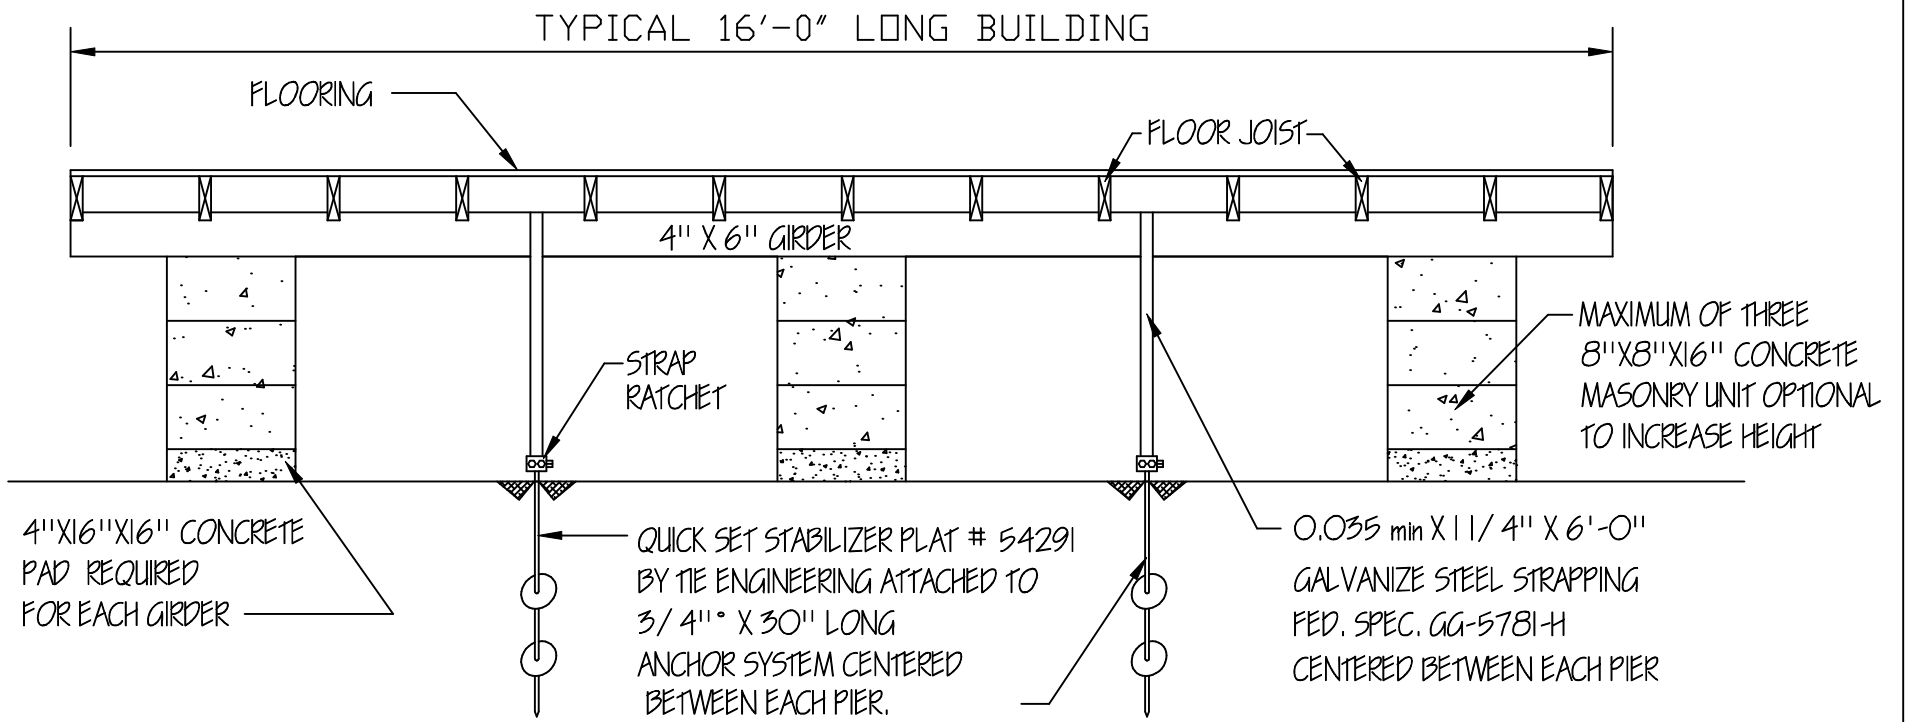 TYPICAL 16'-0" LONG BUILDING
FLOORING
FLOOR JOIST
4" X 6" GIRDER
STRAP
RATCHET
MAXIMUM OF THREE
8"X8"X16" CONCRETE
MASONRY UNIT OPTIONAL
TO INCREASE HEIGHT
4"X16"X16" CONCRETE
PAD REQUIRED
FOR EACH GIRDER
QUICK SET STABILIZER PLAT # 54291
BY TIE ENGINEERING ATTACHED TO
3/4"° X 30" LONG
ANCHOR SYSTEM CENTERED
BETWEEN EACH PIER.
0.035 min X 1 1/4" X 6'-0"
GALVANIZE STEEL STRAPPING
FED. SPEC. GG-5781-H
CENTERED BETWEEN EACH PIER